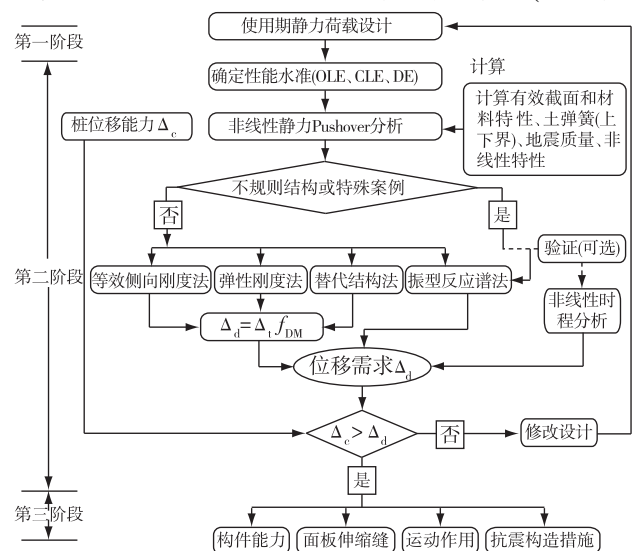 使用期静力荷载设计
第一阶段
确定性能水准(OLE、CLE、DE)
计算
桩位移能力Δc
非线性静力Pushover分析
计算有效截面和材
料特性、土弹簧(上
下界)、地震质量、非
线性特性
不规则结构或特殊案例
否
是
验证(可选)
第二阶段
等效侧向刚度法
弹性刚度法
替代结构法
振型反应谱法
非线性时
程分析
Δd=Δt fDM
位移需求Δd
Δc>Δd
否
修改设计
是
第三阶段
构件能力
面板伸缩缝
运动作用
抗震构造措施